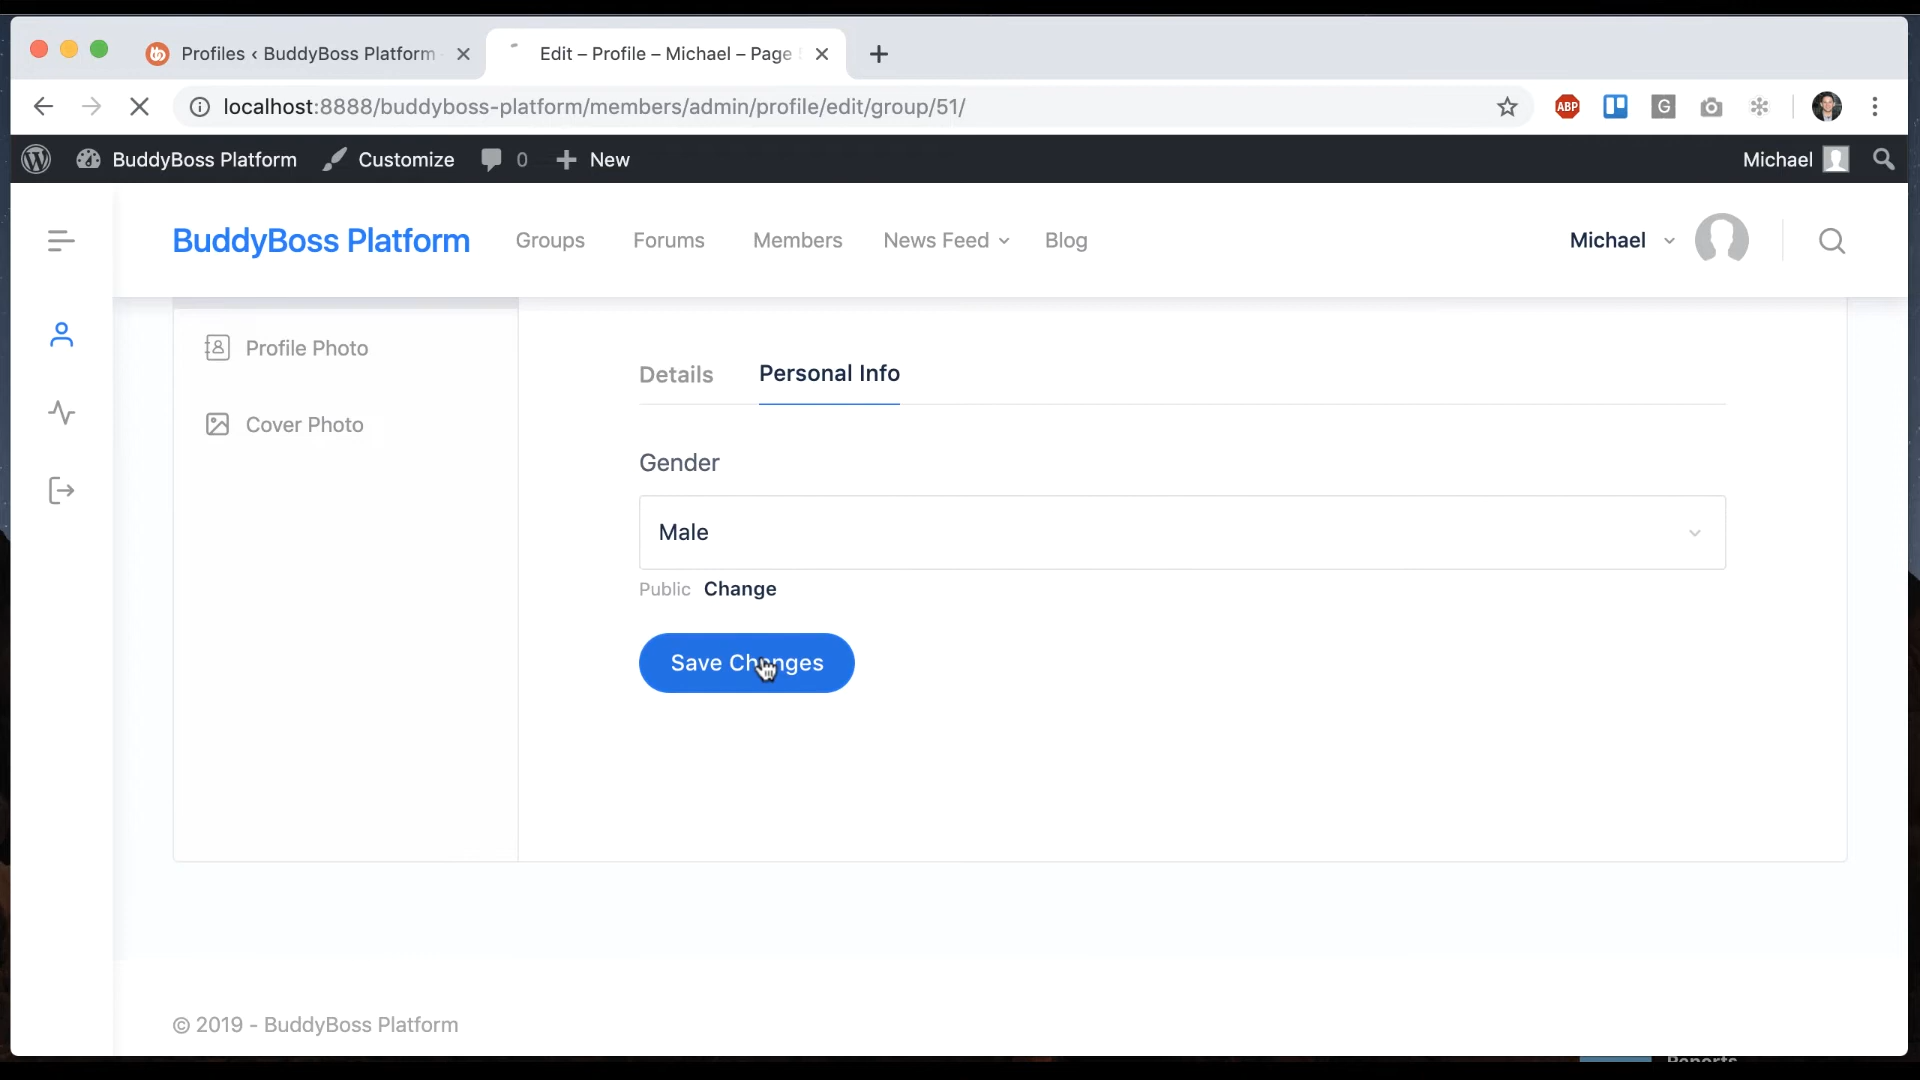 Profiles ‹ BuddyBoss Platform
Edit – Profile – Michael – Page
localhost:8888/buddyboss-platform/members/admin/profile/edit/group/51/
ABP
G
BuddyBoss Platform
Customize
0
New
Michael
BuddyBoss Platform
Groups
Forums
Members
News Feed
Blog
Michael
Profile Photo
Cover Photo
Details
Personal Info
Gender
Male
Public Change
Save Changes
© 2019 - BuddyBoss Platform
Reports